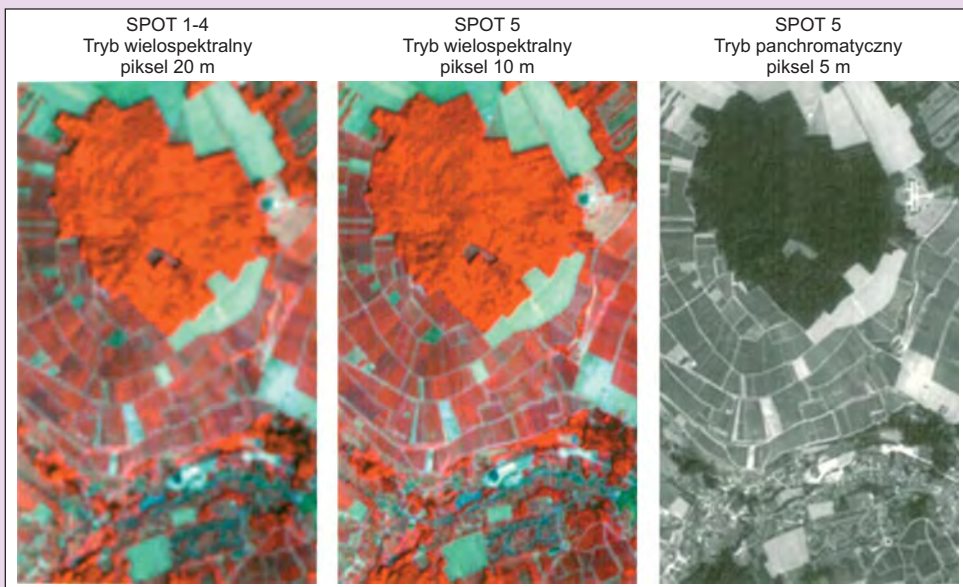 SPOT 1-4
Tryb wielospektralny
piksel 20 m
SPOT 5
Tryb wielospektralny
piksel 10 m
SPOT 5
Tryb panchromatyczny
piksel 5 m